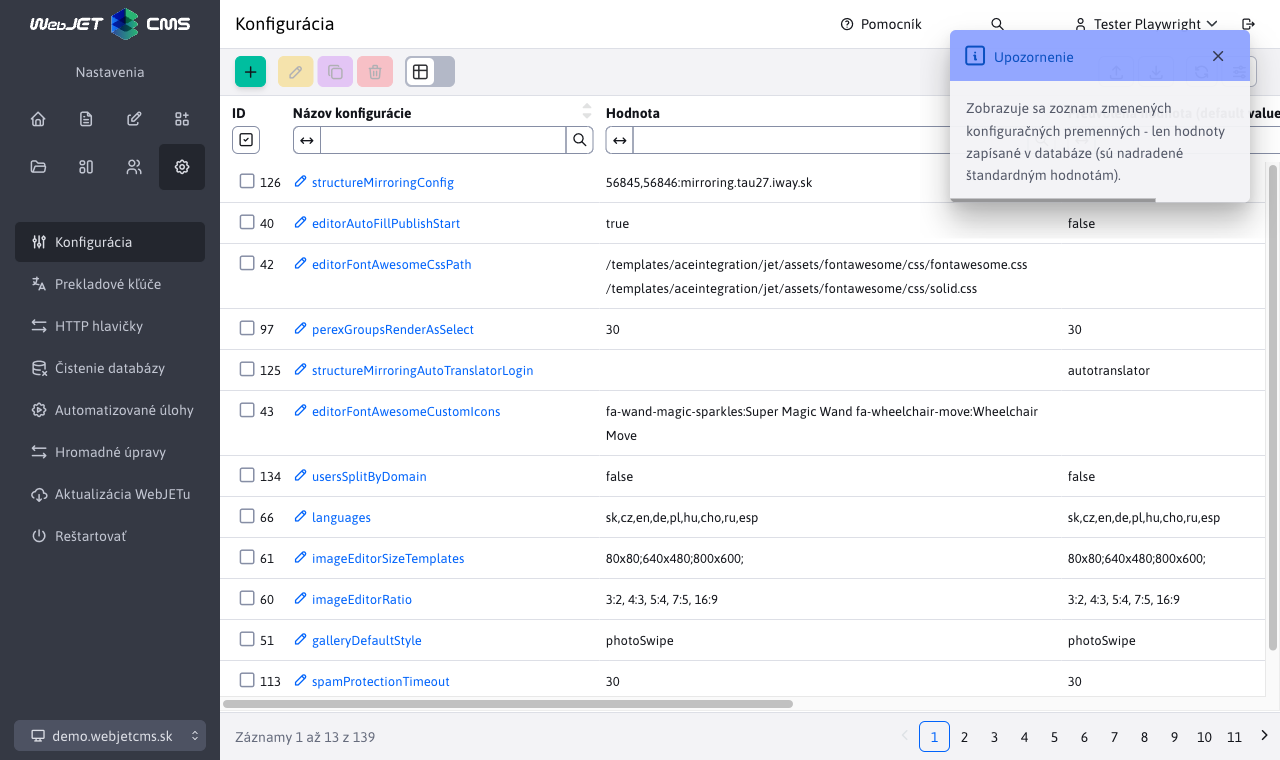 WebJET CMS
Konfigurácia
Pomocník
Tester Playwright
Nastavenia
Konfigurácia
Prekladové kľúče
HTTP hlavičky
Čistenie databázy
Automatizované úlohy
Hromadné úpravy
Aktualizácia WebJETu
Reštartovať
demo.webjetcms.sk
Upozornenie
Zobrazuje sa zoznam zmenených
konfiguračných premenných - len hodnoty
zapísané v databáze (sú nadradené
štandardným hodnotám).
ID Názov konfigurácie Hodnota
126 structureMirroringConfig 56845,56846:mirroring.tau27.iway.sk
40 editorAutoFillPublishStart true false
42 editorFontAwesomeCssPath /templates/aceintegration/jet/assets/fontawesome/css/fontawesome.css
/templates/aceintegration/jet/assets/fontawesome/css/solid.css
97 perexGroupsRenderAsSelect 30 30
125 structureMirroringAutoTranslatorLogin autotranslator
43 editorFontAwesomeCustomIcons fa-wand-magic-sparkles:Super Magic Wand fa-wheelchair-move:Wheelchair
Move
134 usersSplitByDomain false false
66 languages sk,cz,en,de,pl,hu,cho,ru,esp sk,cz,en,de,pl,hu,cho,ru,esp
61 imageEditorSizeTemplates 80x80;640x480;800x600; 80x80;640x480;800x600;
60 imageEditorRatio 3:2, 4:3, 5:4, 7:5, 16:9 3:2, 4:3, 5:4, 7:5, 16:9
51 galleryDefaultStyle photoSwipe photoSwipe
113 spamProtectionTimeout 30 30
Záznamy 1 až 13 z 139
1 2 3 4 5 6 7 8 9 10 11